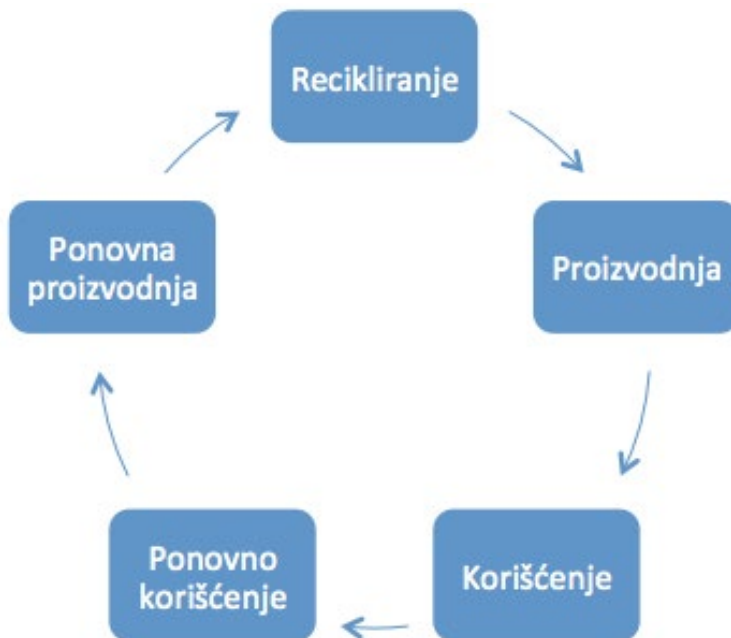 Recikliranje
Proizvodnja
Korišćenje
Ponovno
korišćenje
Ponovna
proizvodnja